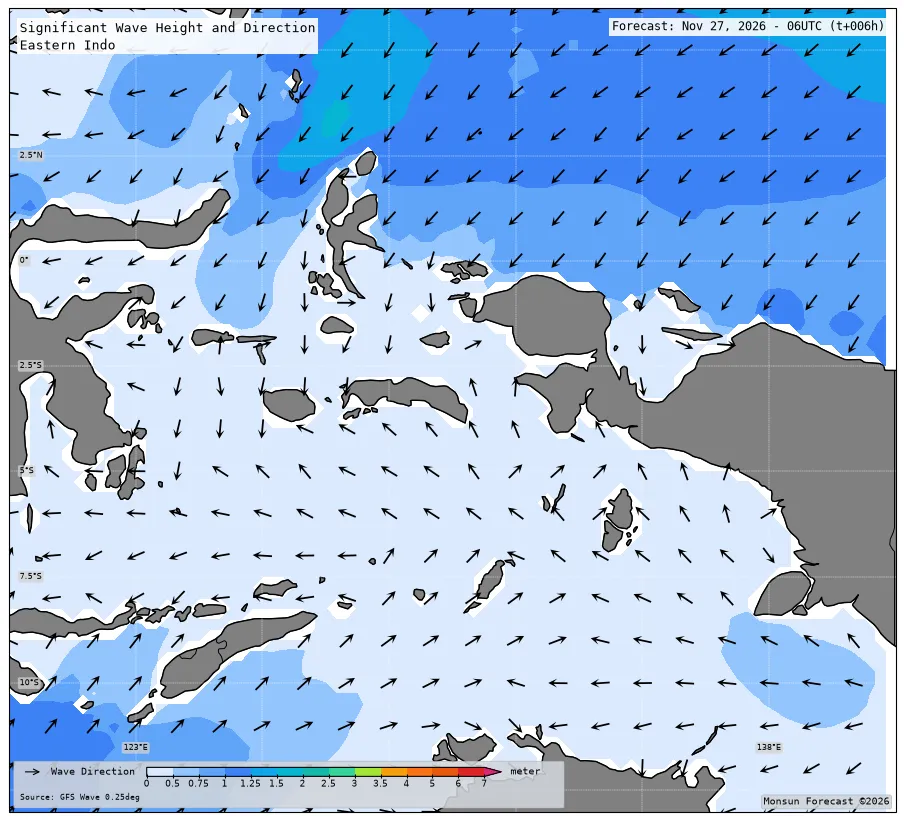 Significant Wave Height and Direction
Eastern Indo
Forecast: Nov 27, 2026 - 06UTC (t+006h)
2.5°N
0°
2.5°S
5°S
7.5°S
10°S
123°E
138°E
Wave Direction
meter
0 0.5 0.75 1 1.25 1.5 2 2.5 3 3.5 4 5 6 7
Source: GFS Wave 0.25deg
Monsun Forecast ©2026